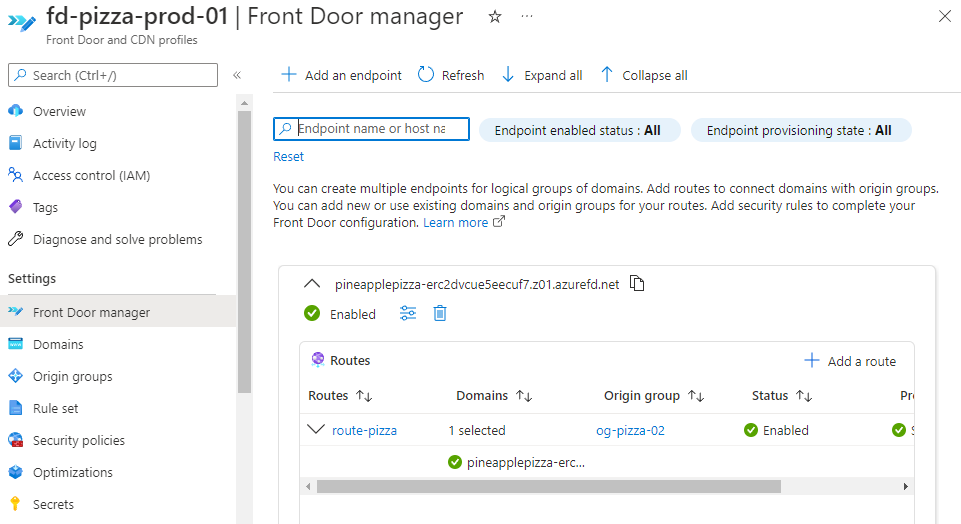 fd-pizza-prod-01 | Front Door manager
Front Door and CDN profiles
Search (Ctrl+/)
Overview
Activity log
Access control (IAM)
Tags
Diagnose and solve problems
Settings
Front Door manager
Domains
Origin groups
Rule set
Security policies
Optimizations
Secrets
Add an endpoint Refresh Expand all Collapse all
Endpoint name or host na
Endpoint enabled status : All Endpoint provisioning state : All
Reset
You can create multiple endpoints for logical groups of domains. Add routes to connect domains with origin groups.
You can add new or use existing domains and origin groups for your routes. Add security rules to complete your
Front Door configuration. Learn more
pineapplepizza-erc2dvcue5eecuf7.z01.azurefd.net
Enabled
Routes Add a route
Routes Domains Origin group Status
route-pizza 1 selected og-pizza-02 Enabled
pineapplepizza-erc...